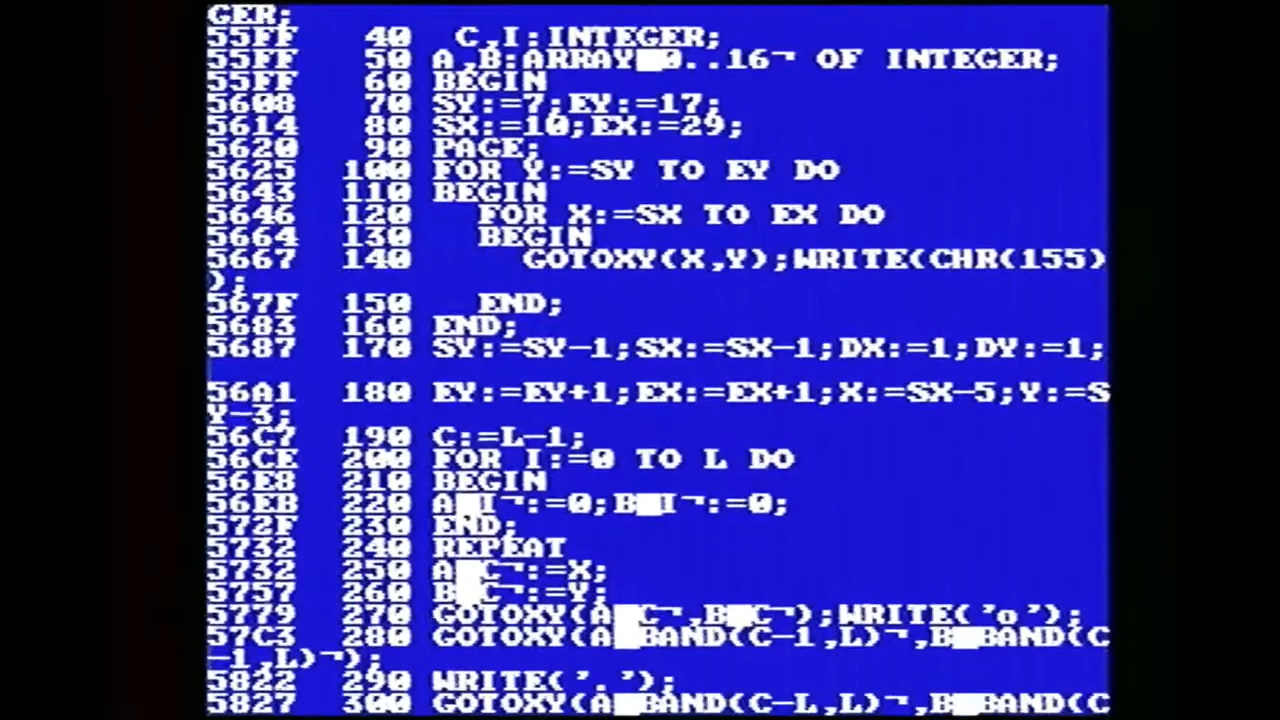 GER;
55FF   40  C,I:INTEGER;
55FF   50 A,B:ARRAY█0..16¬ OF INTEGER;
55FF   60 BEGIN
5608   70 SY:=7;EY:=17;
5614   80 SX:=10;EX:=29;
5620   90 PAGE;
5625  100 FOR Y:=SY TO EY DO
5643  110 BEGIN
5646  120   FOR X:=SX TO EX DO
5664  130   BEGIN
5667  140     GOTOXY(X,Y);WRITE(CHR(155)
);
567F  150   END;
5683  160 END;
5687  170 SY:=SY-1;SX:=SX-1;DX:=1;DY:=1;
56A1  180 EY:=EY+1;EX:=EX+1;X:=SX-5;Y:=S
Y-3;
56C7  190 C:=L-1;
56CE  200 FOR I:=0 TO L DO
56E8  210 BEGIN
56EB  220 A█I¬:=0;B█I¬:=0;
572F  230 END;
5732  240 REPEAT
5732  250 A█C¬:=X;
5757  260 B█C¬:=Y;
5779  270 GOTOXY(A█C¬,B█C¬);WRITE('o');
57C3  280 GOTOXY(A█BAND(C-1,L)¬,B█BAND(C
-1,L)¬);
5822  290 WRITE('.');
5827  300 GOTOXY(A█BAND(C-L,L)¬,B█BAND(C